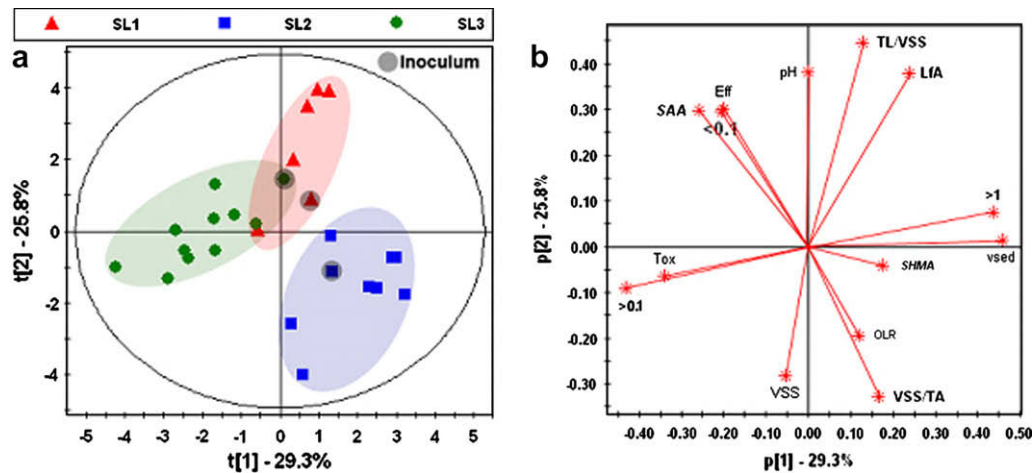 SL1 SL2 SL3
a
Inoculum
t[2] - 25.8%
4
2
0
-2
-4
-5 -4 -3 -2 -1 0 1 2 3 4 5
t[1] - 29.3%
b
p[2] - 25.8%
0.40
0.30
0.20
0.10
0.00
-0.10
-0.20
-0.30
TL/VSS
pH
LfA
Eff
SAA
<0.1
>1
vsed
SHMA
Tox
>0.1
OLR
VSS
VSS/TA
-0.40 -0.30 -0.20 -0.10 0.00 0.10 0.20 0.30 0.40 0.50
p[1] - 29.3%